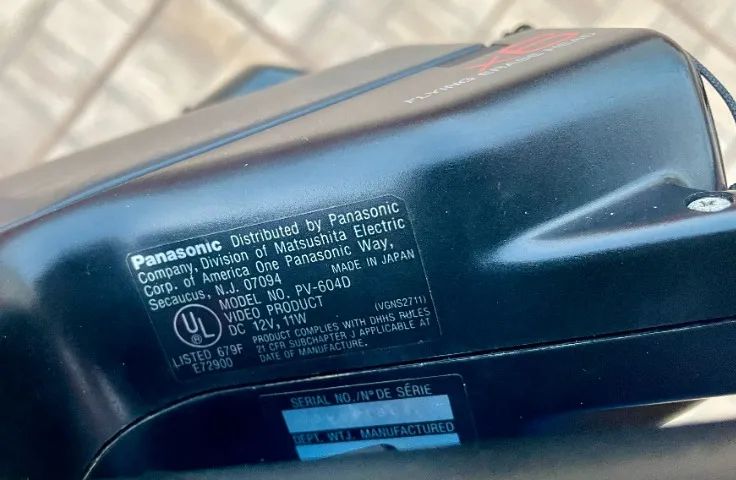 X6
FLYING ERASE HEAD
Panasonic Distributed by Panasonic
Company, Division of Matsushita Electric
Corp. of America One Panasonic Way,
Secaucus, N.J. 07094 MADE IN JAPAN
MODEL NO. PV-604D
VIDEO PRODUCT (VGNS2711)
DC 12V, 11W
UL
LISTED 679F
E72900
PRODUCT COMPLIES WITH DHHS RULES
21 CFR SUBCHAPTER J APPLICABLE AT
DATE OF MANUFACTURE.
SERIAL NO./N° DE SÉRIE
DEPT. WTJ. MANUFACTURED